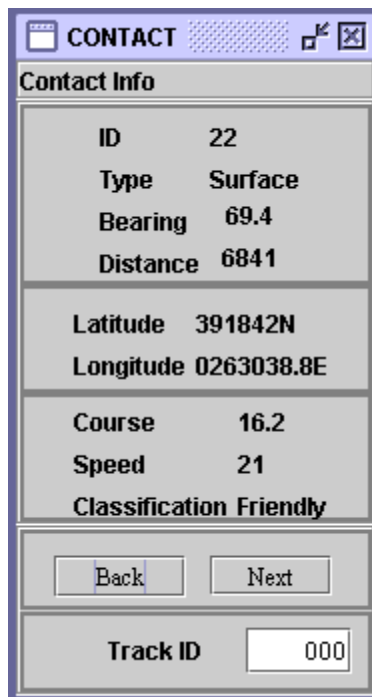 CONTACT
Contact Info
ID 22
Type Surface
Bearing 69.4
Distance 6841
Latitude 391842N
Longitude 0263038.8E
Course 16.2
Speed 21
Classification Friendly
Back Next
Track ID 000